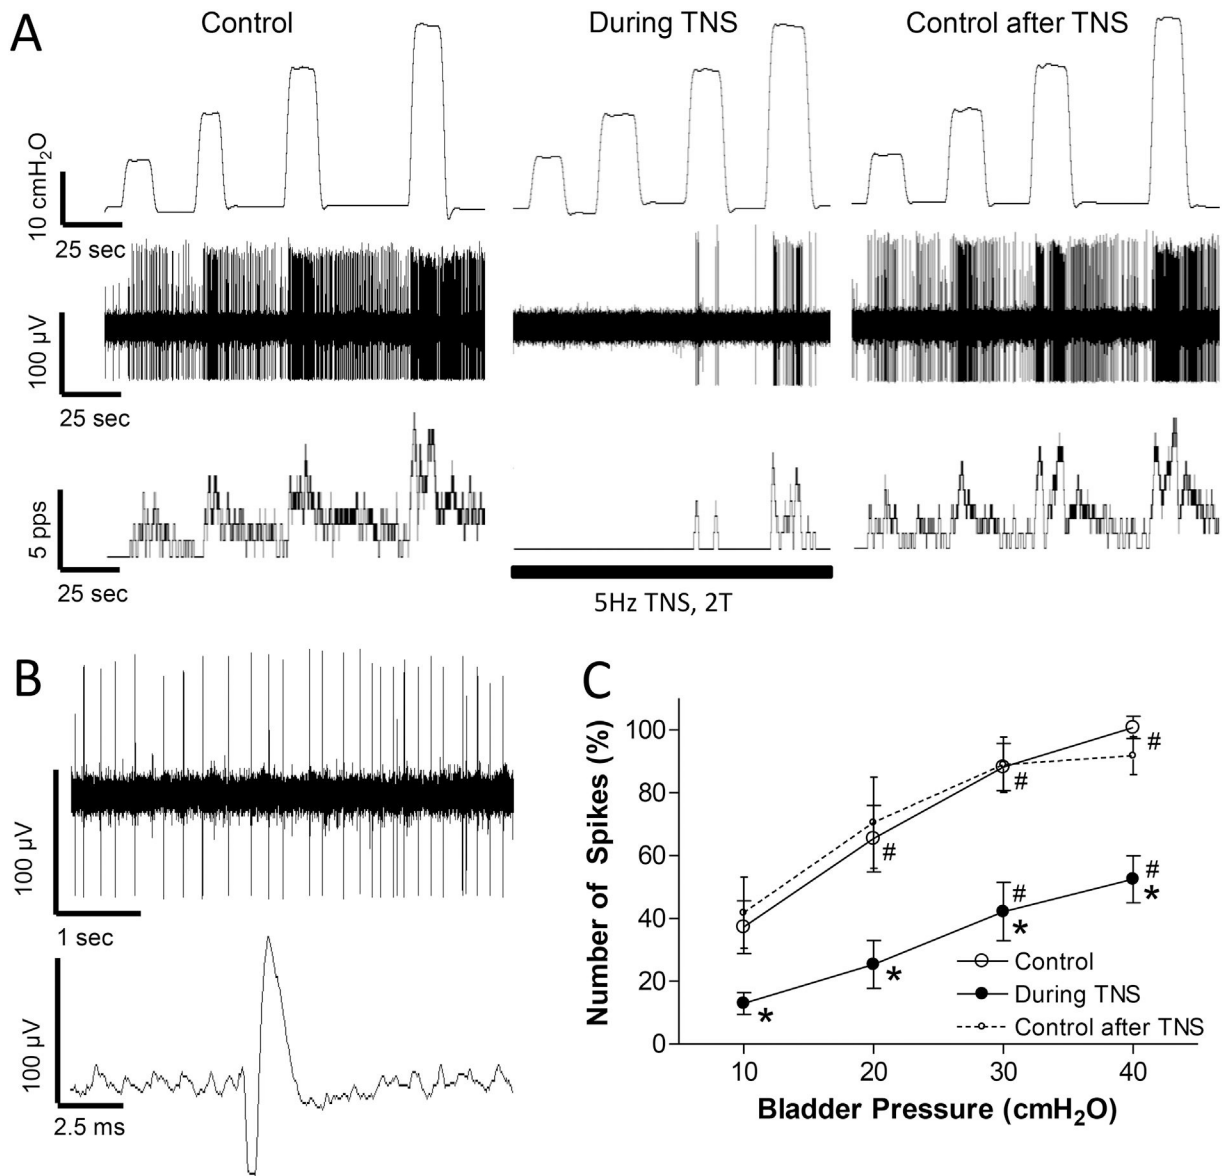 A
Control
During TNS
Control after TNS
10 cmH₂O
25 sec
100 µV
25 sec
5 pps
25 sec
5Hz TNS, 2T
B
100 µV
1 sec
100 µV
2.5 ms
C
Number of Spikes (%)
100
80
60
40
20
0
# # # # #
* * * *
Control
During TNS
Control after TNS
10 20 30 40
Bladder Pressure (cmH₂O)